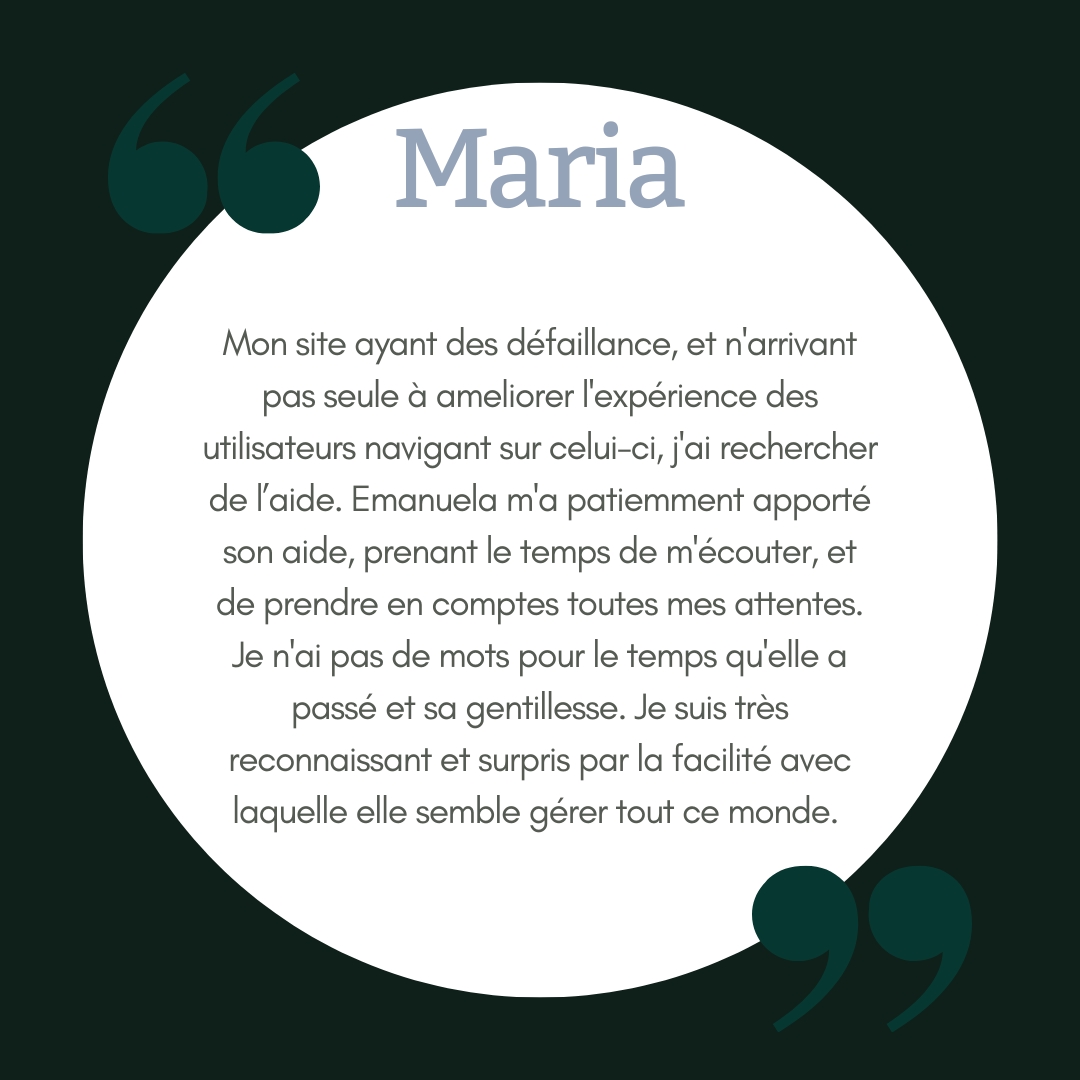 Maria
Mon site ayant des défaillance, et n'arrivant
pas seule à ameliorer l'expérience des
utilisateurs navigant sur celui-ci, j'ai rechercher
de l’aide. Emanuela m'a patiemment apporté
son aide, prenant le temps de m'écouter, et
de prendre en comptes toutes mes attentes.
Je n'ai pas de mots pour le temps qu'elle a
passé et sa gentillesse. Je suis très
reconnaissant et surpris par la facilité avec
laquelle elle semble gérer tout ce monde.